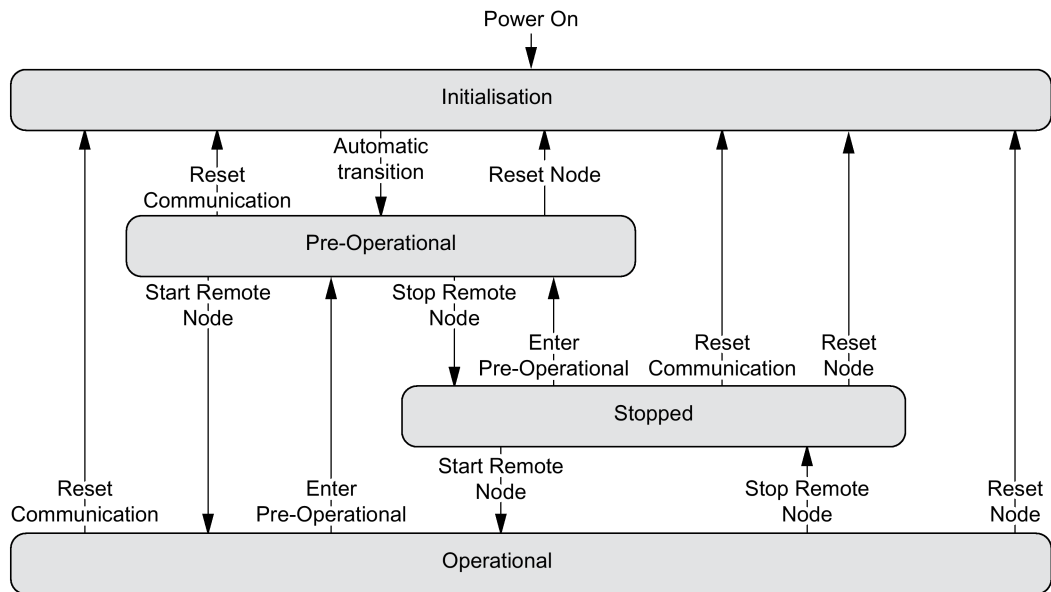 Power On
Initialisation
Automatic
transition
Reset
Communication
Reset Node
Pre-Operational
Start Remote
Node
Stop Remote
Node
Enter
Pre-Operational
Reset
Communication
Reset
Node
Stopped
Start Remote
Node
Reset
Communication
Enter
Pre-Operational
Stop Remote
Node
Reset
Node
Operational